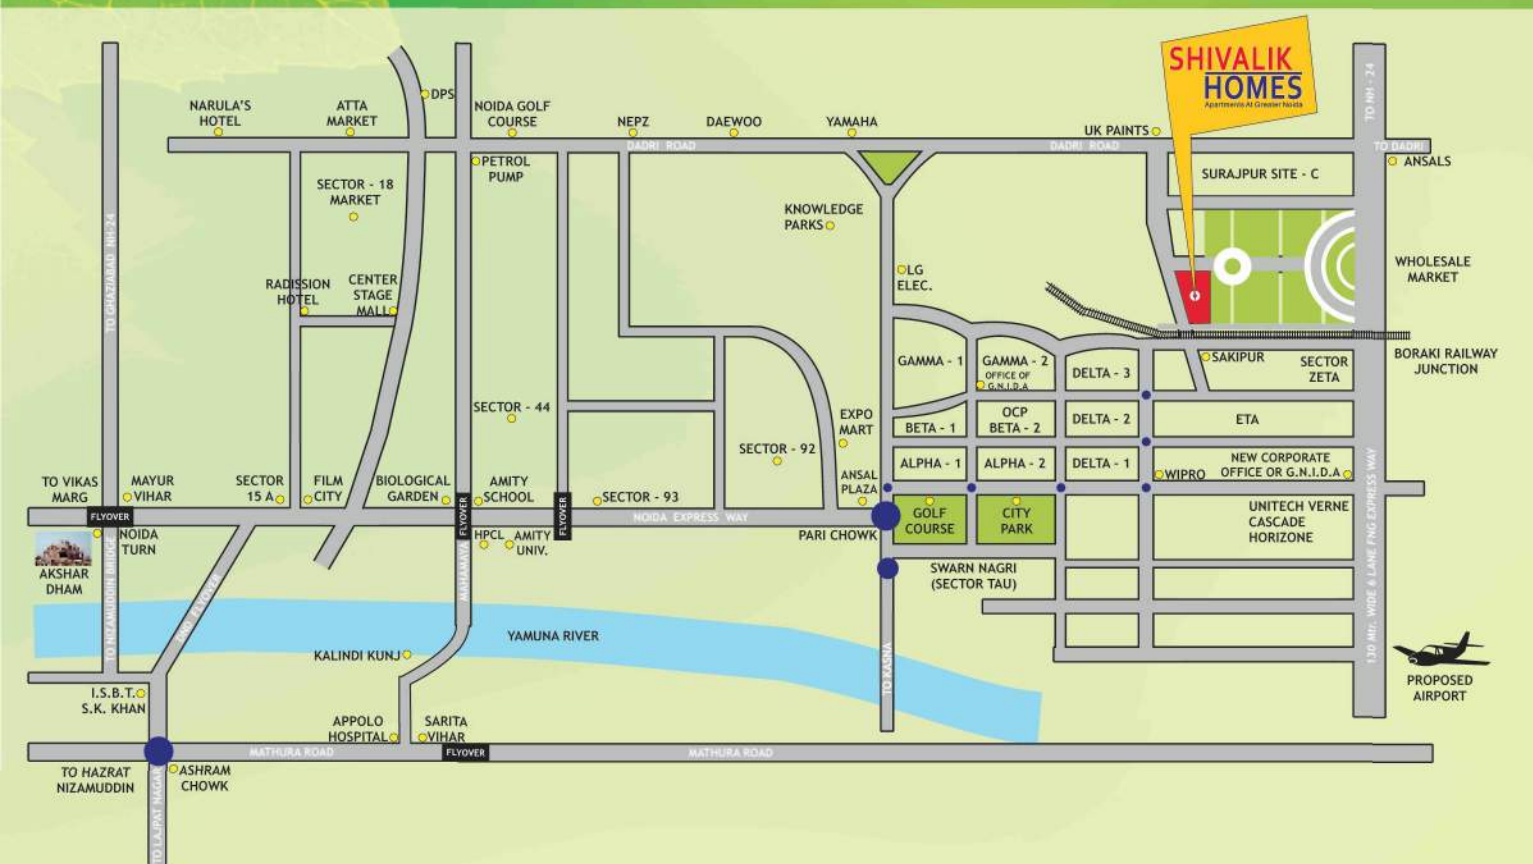 SHIVALIK
HOMES
Apartments At Greater Noida
TO NH - 24
DPS
NARULA'S
HOTEL
ATTA
MARKET
NOIDA GOLF
COURSE
NEPZ
DAEWOO
YAMAHA
UK PAINTS
DADRI ROAD
DADRI ROAD
TO DADRI
ANSALS
PETROL
PUMP
SURAJPUR SITE - C
SECTOR - 18
MARKET
KNOWLEDGE
PARKS
TO GHAZIABAD NH-24
LG
ELEC.
WHOLESALE
MARKET
RADISSION
HOTEL
CENTER
STAGE
MALL
GAMMA - 1
GAMMA - 2
OFFICE OF
G.N.I.D.A
DELTA - 3
SAKIPUR
SECTOR
ZETA
BORAKI RAILWAY
JUNCTION
SECTOR - 44
EXPO
MART
BETA - 1
OCP
BETA - 2
DELTA - 2
ETA
SECTOR - 92
ALPHA - 1
ALPHA - 2
DELTA - 1
WIPRO
NEW CORPORATE
OFFICE OR G.N.I.D.A
TO VIKAS
MARG
MAYUR
VIHAR
SECTOR
15 A
FILM
CITY
BIOLOGICAL
GARDEN
AMITY
SCHOOL
SECTOR - 93
ANSAL
PLAZA
FLYOVER
FLYOVER
FLYOVER
NOIDA EXPRESS WAY
GOLF
COURSE
CITY
PARK
UNITECH VERNE
CASCADE
HORIZONE
NOIDA
TURN
HPCL
AMITY
UNIV.
PARI CHOWK
AKSHAR
DHAM
SWARN NAGRI
(SECTOR TAU)
TO NIZAMUDDIN BRIDGE
DND FLYOVER
MAHAMAYA
130 Mtr. WIDE 6 LANE FNG EXPRESS WAY
YAMUNA RIVER
KALINDI KUNJ
TO KASNA
PROPOSED
AIRPORT
I.S.B.T.
S.K. KHAN
APPOLO
HOSPITAL
SARITA
VIHAR
MATHURA ROAD
FLYOVER
MATHURA ROAD
TO HAZRAT
NIZAMUDDIN
ASHRAM
CHOWK
TO LAJPAT NAGAR